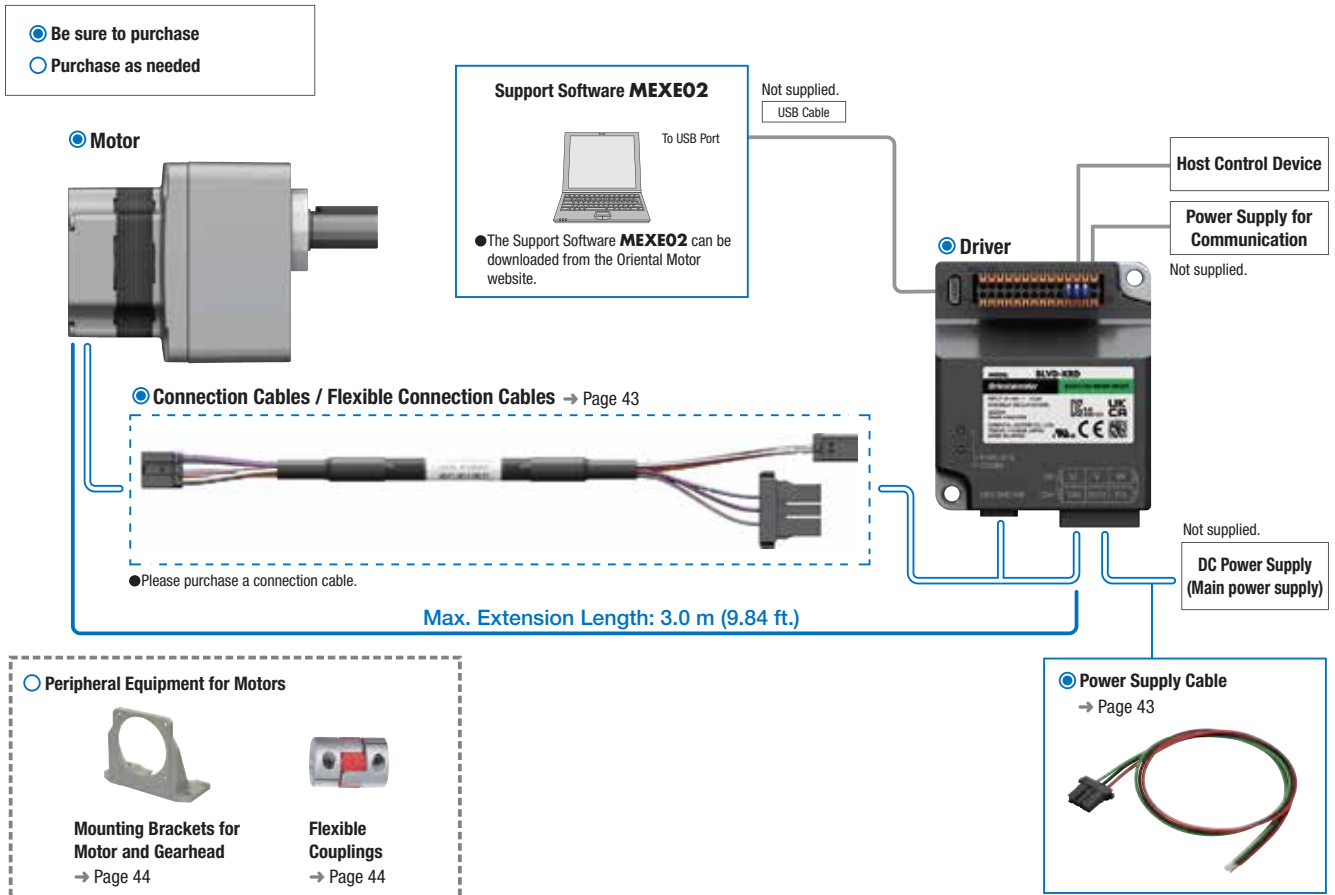 Be sure to purchase
Purchase as needed
Motor
Support Software MEXE02
To USB Port
●The Support Software MEXE02 can be
downloaded from the Oriental Motor
website.
Not supplied.
USB Cable
Host Control Device
Power Supply for
Communication
Not supplied.
Driver
BLVD-KRD
Connection Cables / Flexible Connection Cables → Page 43
●Please purchase a connection cable.
Max. Extension Length: 3.0 m (9.84 ft.)
Not supplied.
DC Power Supply
(Main power supply)
Peripheral Equipment for Motors
Mounting Brackets for
Motor and Gearhead
→ Page 44
Flexible
Couplings
→ Page 44
Power Supply Cable
→ Page 43